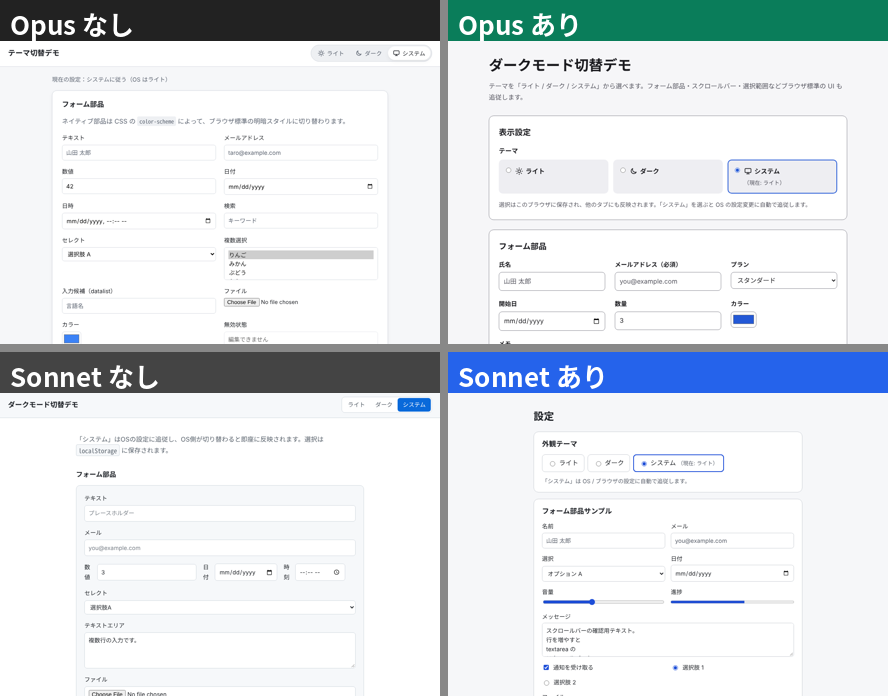 Opus なし
テーマ切替デモ
ライト
ダーク
システム
現在の設定：システムに従う（OS はライト）
フォーム部品
ネイティブ部品は CSS の color-scheme によって、ブラウザ標準の明暗スタイルに切り替わります。
テキスト
メールアドレス
山田 太郎
taro@example.com
数値
日付
42
mm/dd/yyyy
日時
検索
mm/dd/yyyy, --:-- --
キーワード
セレクト
複数選択
選択肢 A
りんご
みかん
ぶどう
入力候補（datalist）
ファイル
言語名
Choose File No file chosen
カラー
無効状態
編集できません
Opus あり
ダークモード切替デモ
テーマを「ライト / ダーク / システム」から選べます。フォーム部品・スクロールバー・選択範囲などブラウザ標準の UI も
追従します。
表示設定
テーマ
ライト
ダーク
システム
（現在: ライト）
選択はこのブラウザに保存され、他のタブにも反映されます。「システム」を選ぶと OS の設定変更に自動で追従します。
フォーム部品
氏名
メールアドレス（必須）
プラン
山田 太郎
you@example.com
スタンダード
開始日
数量
カラー
mm/dd/yyyy
3
Sonnet なし
ダークモード切替デモ
ライト
ダーク
システム
「システム」はOSの設定に追従し、OS側が切り替わると即座に反映されます。選択は
localStorage に保存されます。
フォーム部品
テキスト
プレースホルダー
メール
you@example.com
数値
3
日付
mm/dd/yyyy
時刻
--:-- --
セレクト
選択肢A
テキストエリア
複数行の入力です。
ファイル
Choose File No file chosen
Sonnet あり
設定
外観テーマ
ライト
ダーク
システム （現在: ライト）
「システム」は OS / ブラウザの設定に自動で追従します。
フォーム部品サンプル
名前
メール
山田 太郎
you@example.com
選択
日付
オプション A
mm/dd/yyyy
音量
進捗
メッセージ
スクロールバーの確認用テキスト。
行を増やすと
textarea の
通知を受け取る
選択肢 1
選択肢 2